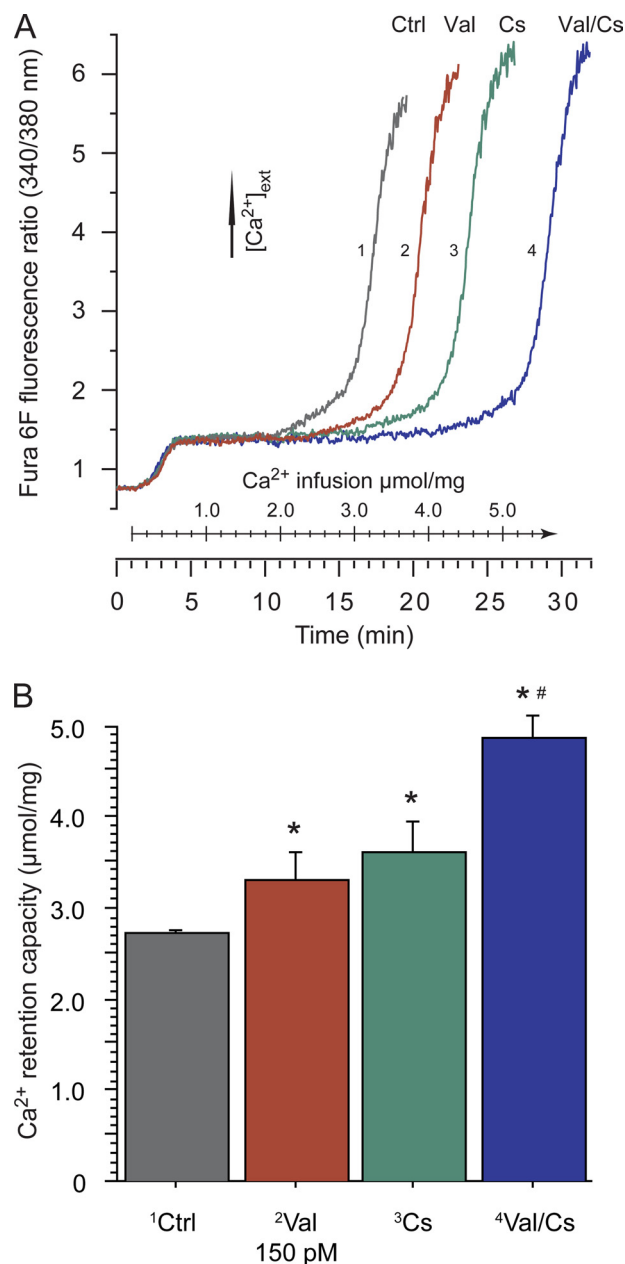 A
Ctrl Val Cs Val/Cs
Fura 6F fluorescence ratio (340/380 nm)
6
5
4
3
2
1
[Ca²⁺]ext
1 2 3 4
Ca²⁺ infusion µmol/mg
1.0 2.0 3.0 4.0 5.0
0 5 10 15 20 25 30
Time (min)
B
Ca²⁺ retention capacity (µmol/mg)
5.0
4.0
3.0
2.0
1.0
0
* * * #
¹Ctrl ²Val ³Cs ⁴Val/Cs
150 pM